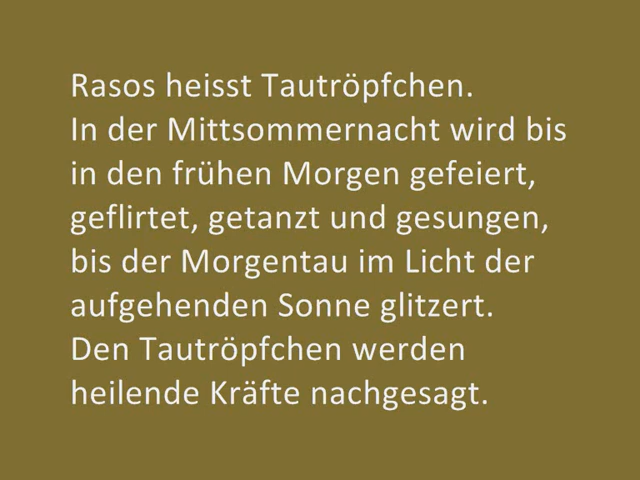 Rasos heisst Tautröpfchen.
In der Mittsommernacht wird bis
in den frühen Morgen gefeiert,
geflirtet, getanzt und gesungen,
bis der Morgentau im Licht der
aufgehenden Sonne glitzert.
Den Tautröpfchen werden
heilende Kräfte nachgesagt.